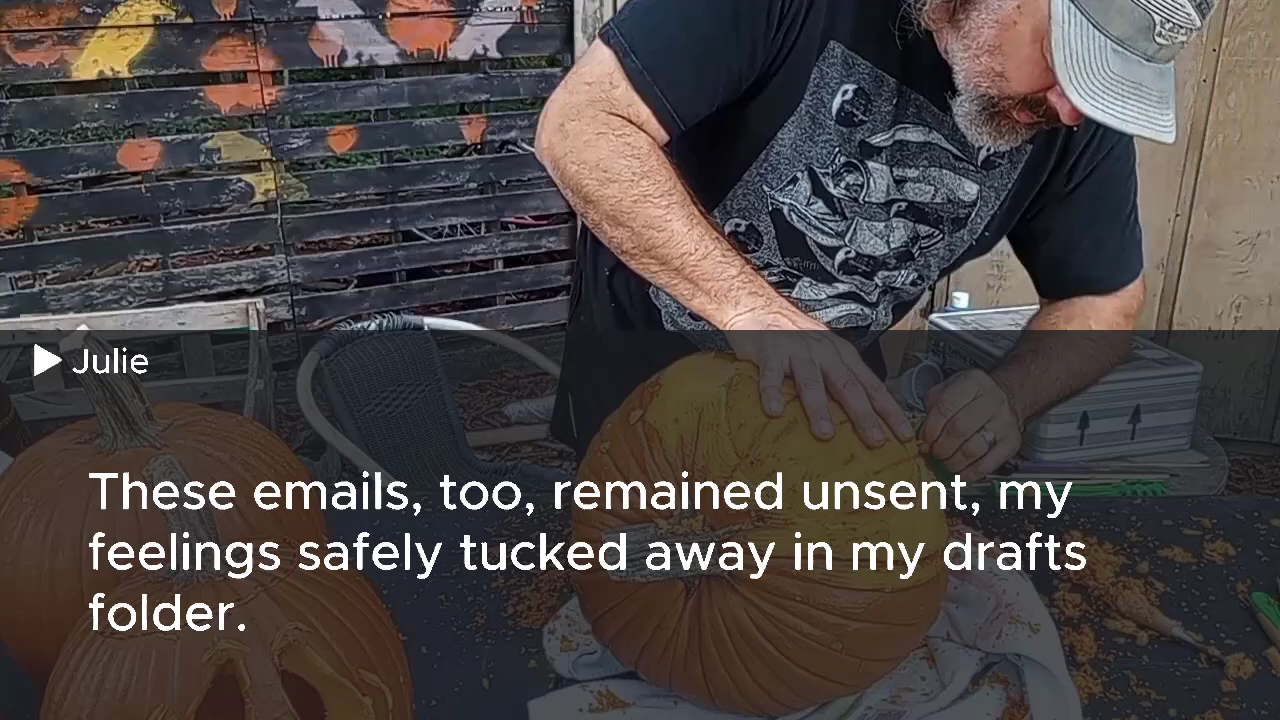 Julie
These emails, too, remained unsent, my
feelings safely tucked away in my drafts
folder.